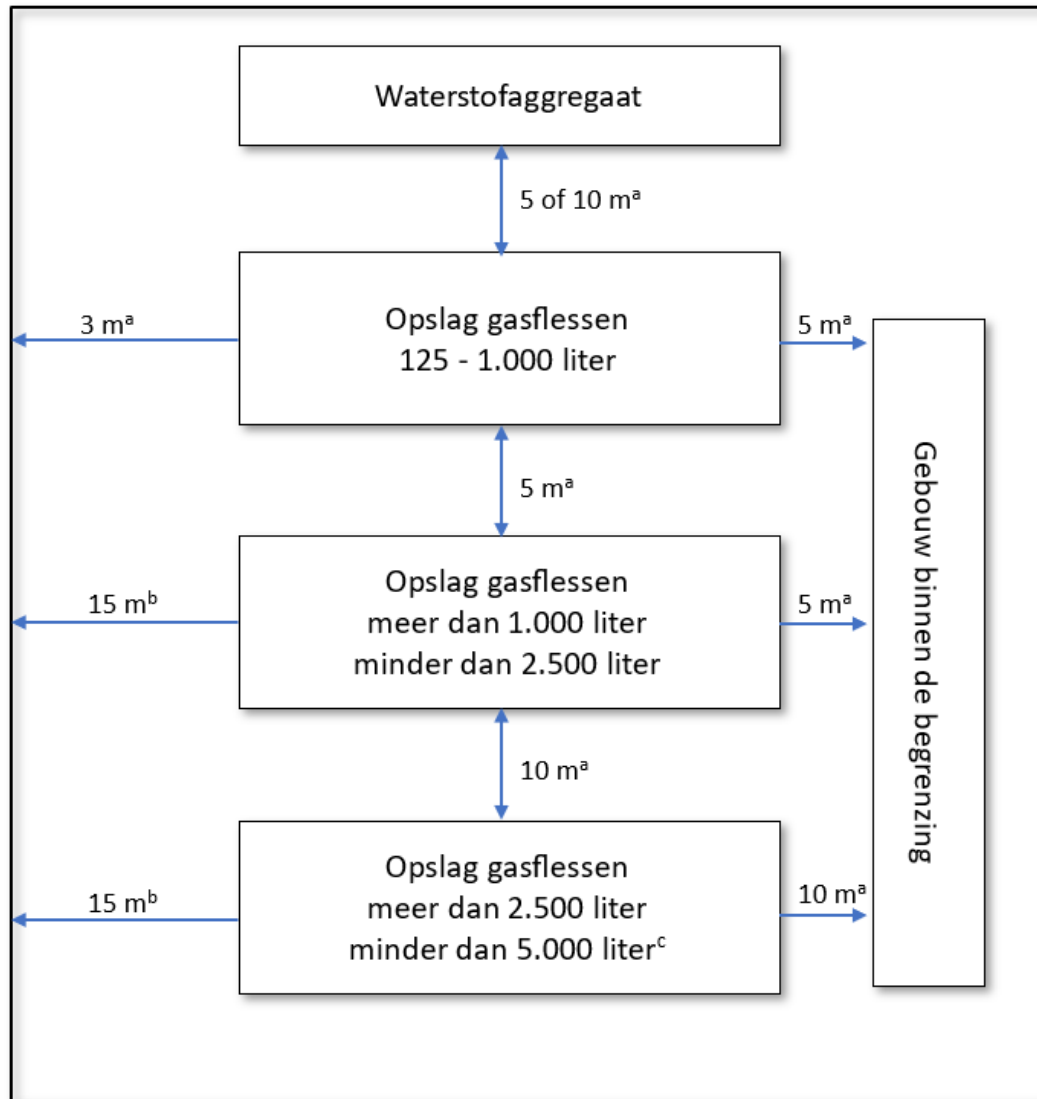 Waterstofaggregaat
5 of 10 mᵃ
Opslag gasflessen
125 - 1.000 liter
3 mᵃ
5 mᵃ
5 mᵃ
Opslag gasflessen
meer dan 1.000 liter
minder dan 2.500 liter
15 mᵇ
5 mᵃ
10 mᵃ
Opslag gasflessen
meer dan 2.500 liter
minder dan 5.000 literᶜ
15 mᵇ
10 mᵃ
Gebouw binnen de begrenzing